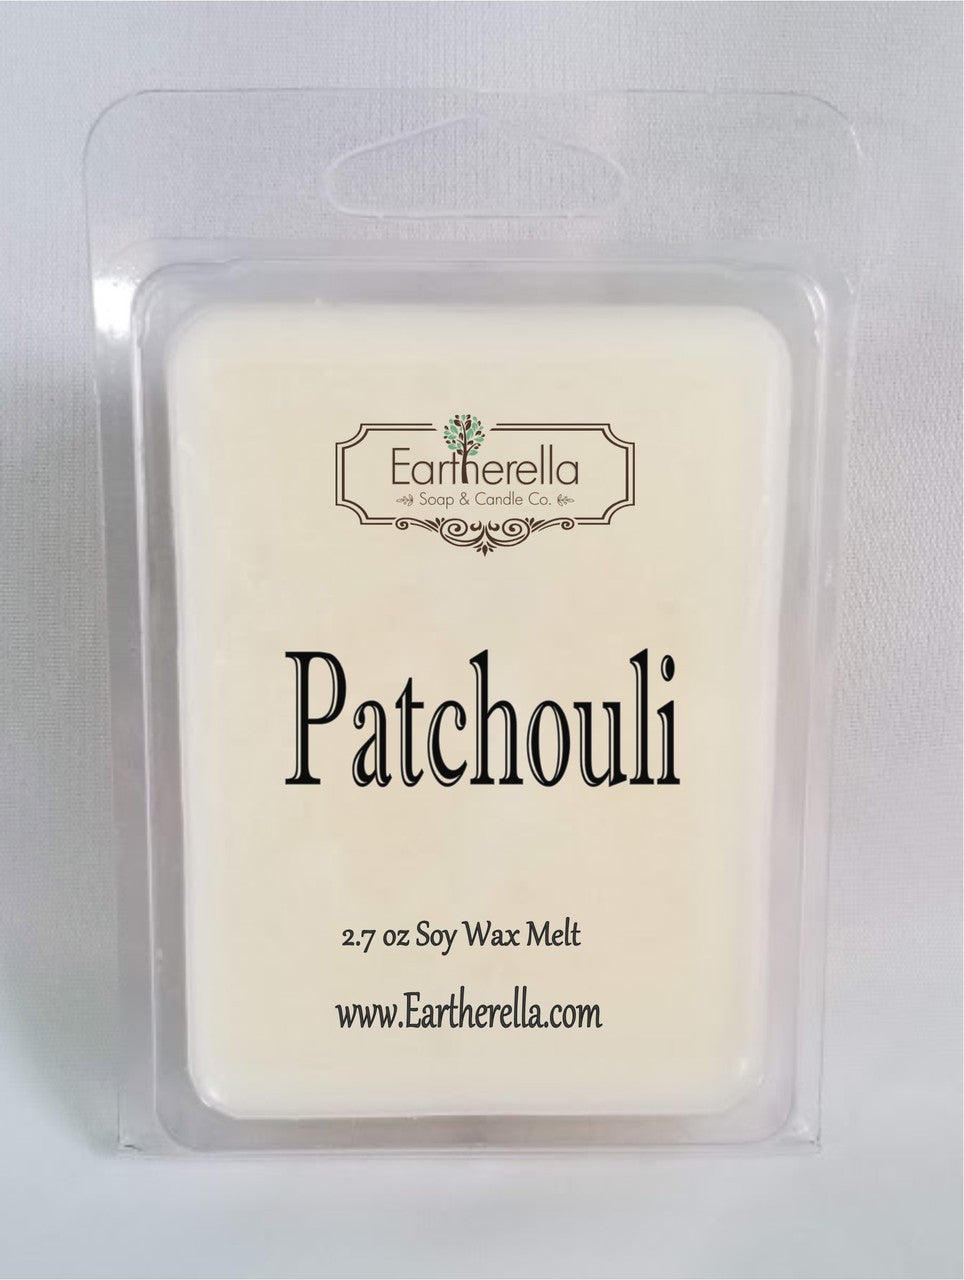 Eartherella
Soap & Candle Co.
Patchouli
2.7 oz Soy Wax Melt
www.Eartherella.com